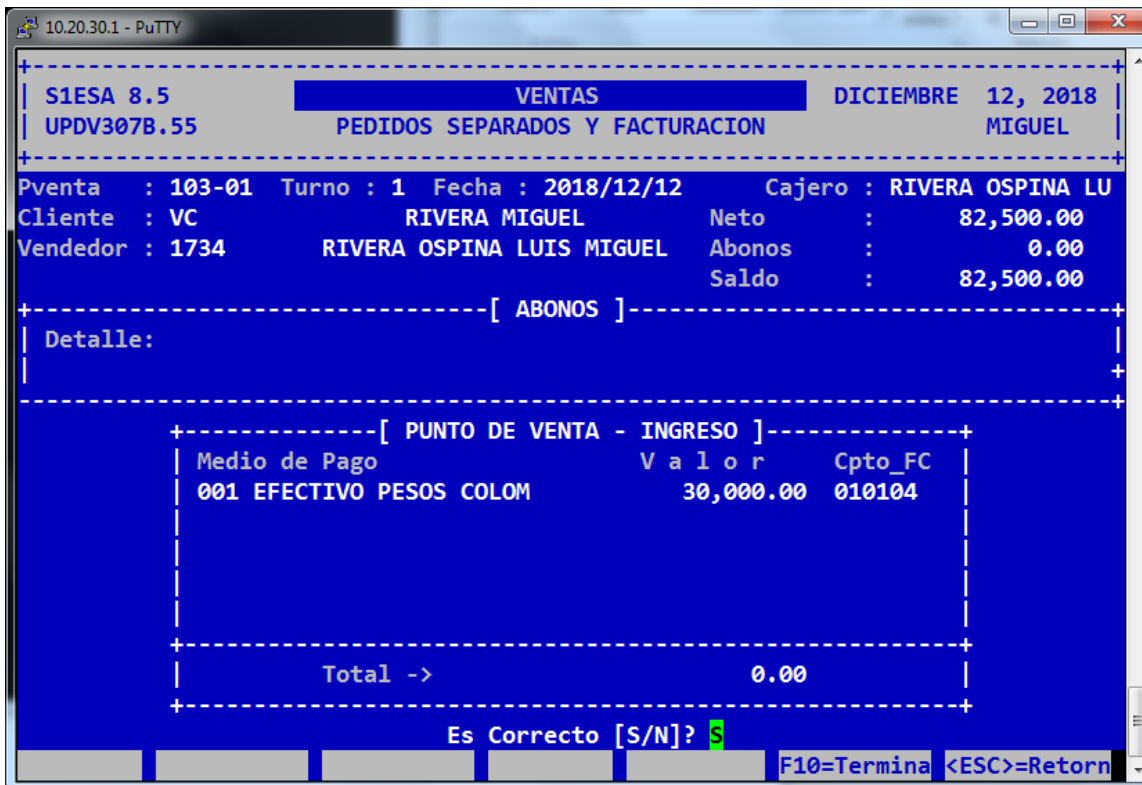 10.20.30.1 - PuTTY
S1ESA 8.5 VENTAS DICIEMBRE 12, 2018
UPDV307B.55 PEDIDOS SEPARADOS Y FACTURACION MIGUEL
Pventa : 103-01 Turno : 1 Fecha : 2018/12/12 Cajero : RIVERA OSPINA LU
Cliente : VC RIVERA MIGUEL Neto : 82,500.00
Vendedor : 1734 RIVERA OSPINA LUIS MIGUEL Abonos : 0.00
Saldo : 82,500.00
[ ABONOS ]
Detalle:
[ PUNTO DE VENTA - INGRESO ]
Medio de Pago V a l o r Cpto_FC
001 EFECTIVO PESOS COLOM 30,000.00 010104
Total -> 0.00
Es Correcto [S/N]? S
F10=Termina <ESC>=Retorn